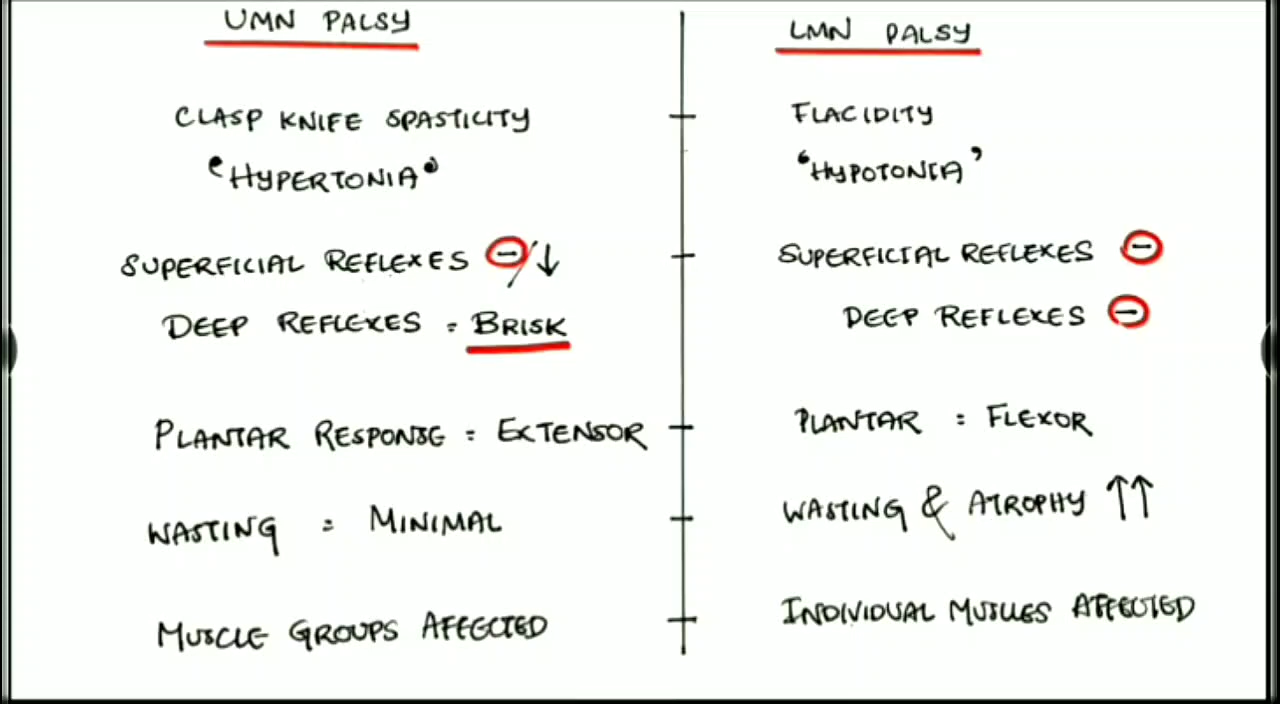 UMN PALSY
CLASP KNIFE SPASTICITY
"HYPERTONIA"
SUPERFICIAL REFLEXES ⊖/↓
DEEP REFLEXES = BRISK
PLANTAR RESPONSE = EXTENSOR
WASTING = MINIMAL
MUSCLE GROUPS AFFECTED
LMN PALSY
FLACIDITY
"HYPOTONIA"
SUPERFICIAL REFLEXES ⊖
DEEP REFLEXES ⊖
PLANTAR = FLEXOR
WASTING & ATROPHY ↑↑
INDIVIDUAL MUSCLES AFFECTED